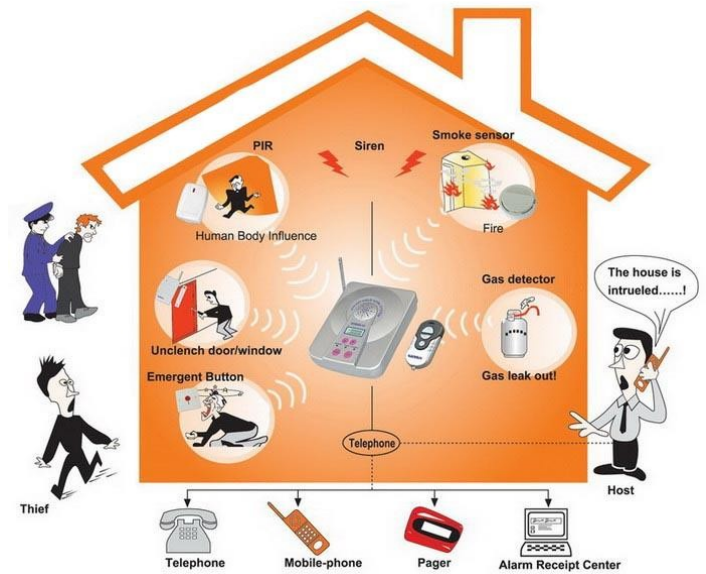 PIR
Siren
Smoke sensor
Human Body Influence
Fire
Gas detector
The house is
intrueled......!
Unclench door/window
Gas leak out!
Emergent Button
Telephone
Thief
Host
Telephone
Mobile-phone
Pager
Alarm Receipt Center